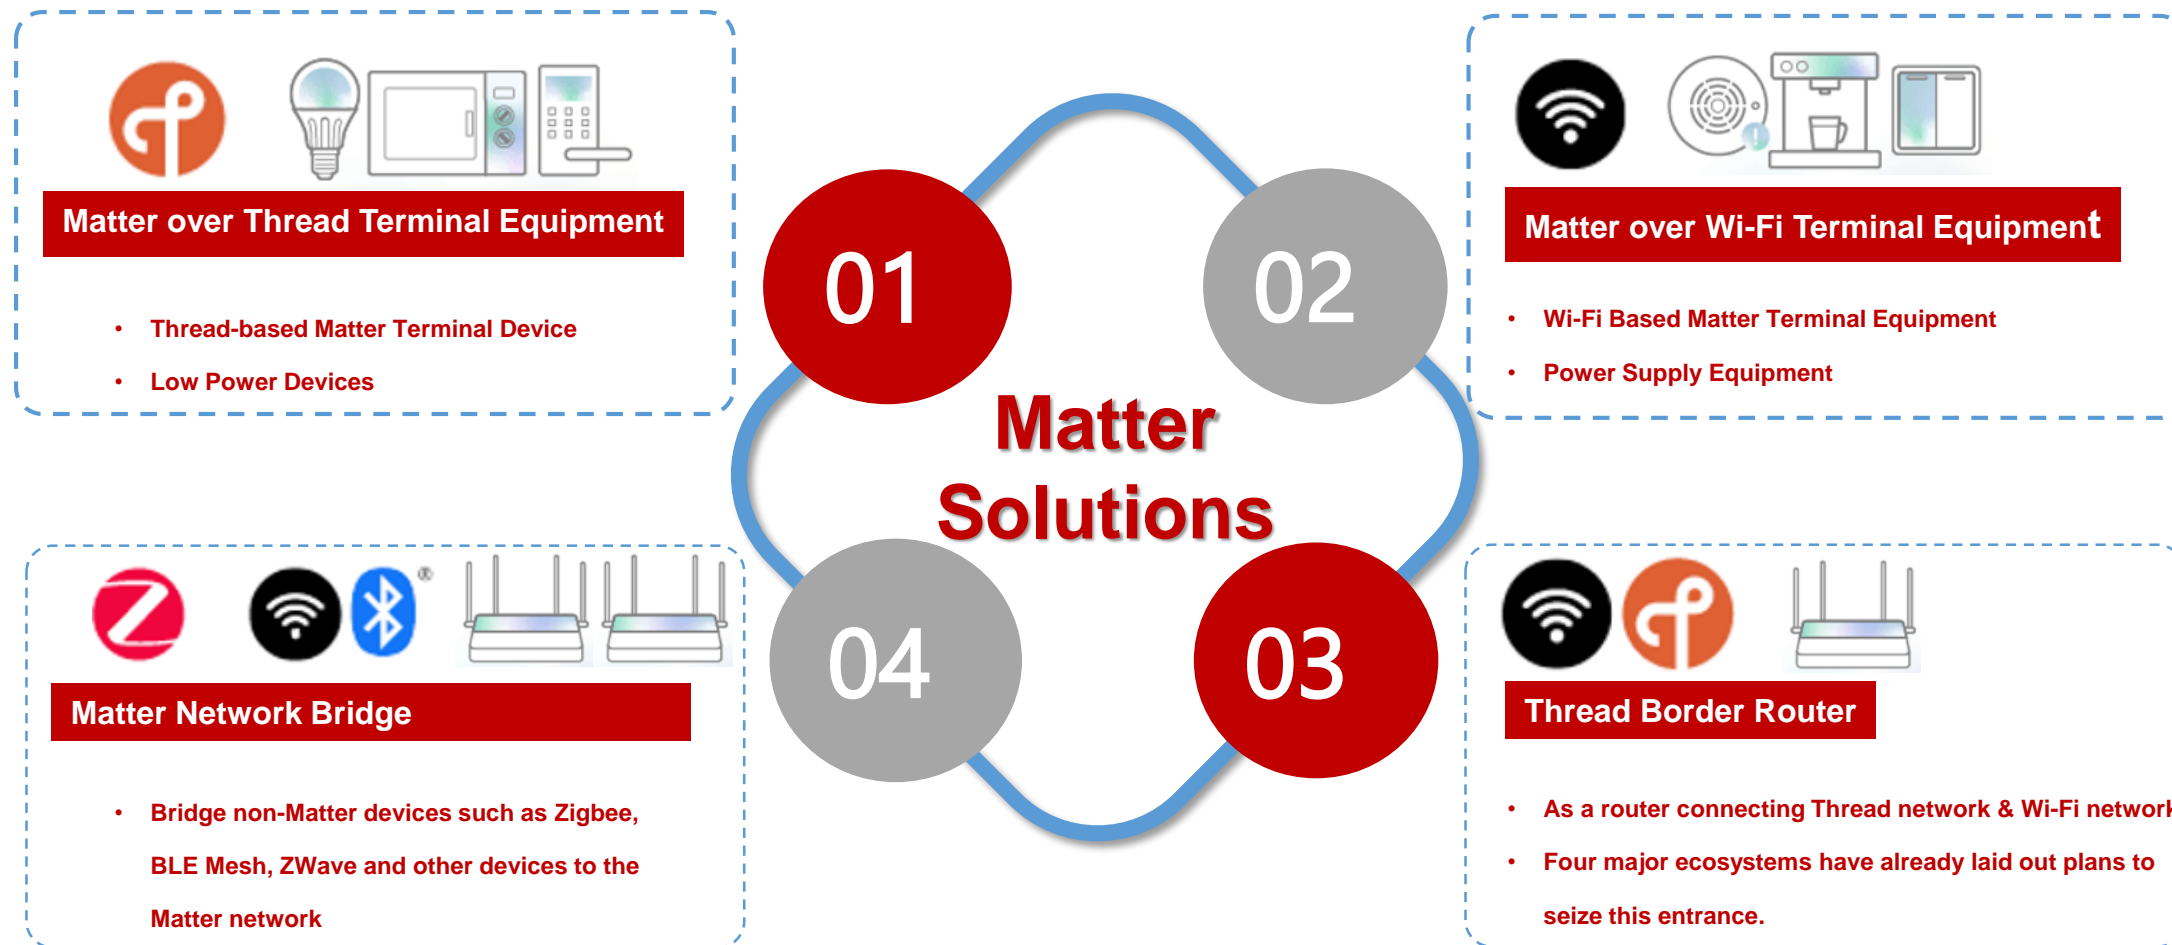 Matter over Thread Terminal Equipment
• Thread-based Matter Terminal Device
• Low Power Devices
01
02
Matter over Wi-Fi Terminal Equipment
• Wi-Fi Based Matter Terminal Equipment
• Power Supply Equipment
Matter
Solutions
®
Matter Network Bridge
• Bridge non-Matter devices such as Zigbee,
BLE Mesh, ZWave and other devices to the
Matter network
04
03
Thread Border Router
• As a router connecting Thread network & Wi-Fi network
• Four major ecosystems have already laid out plans to
seize this entrance.